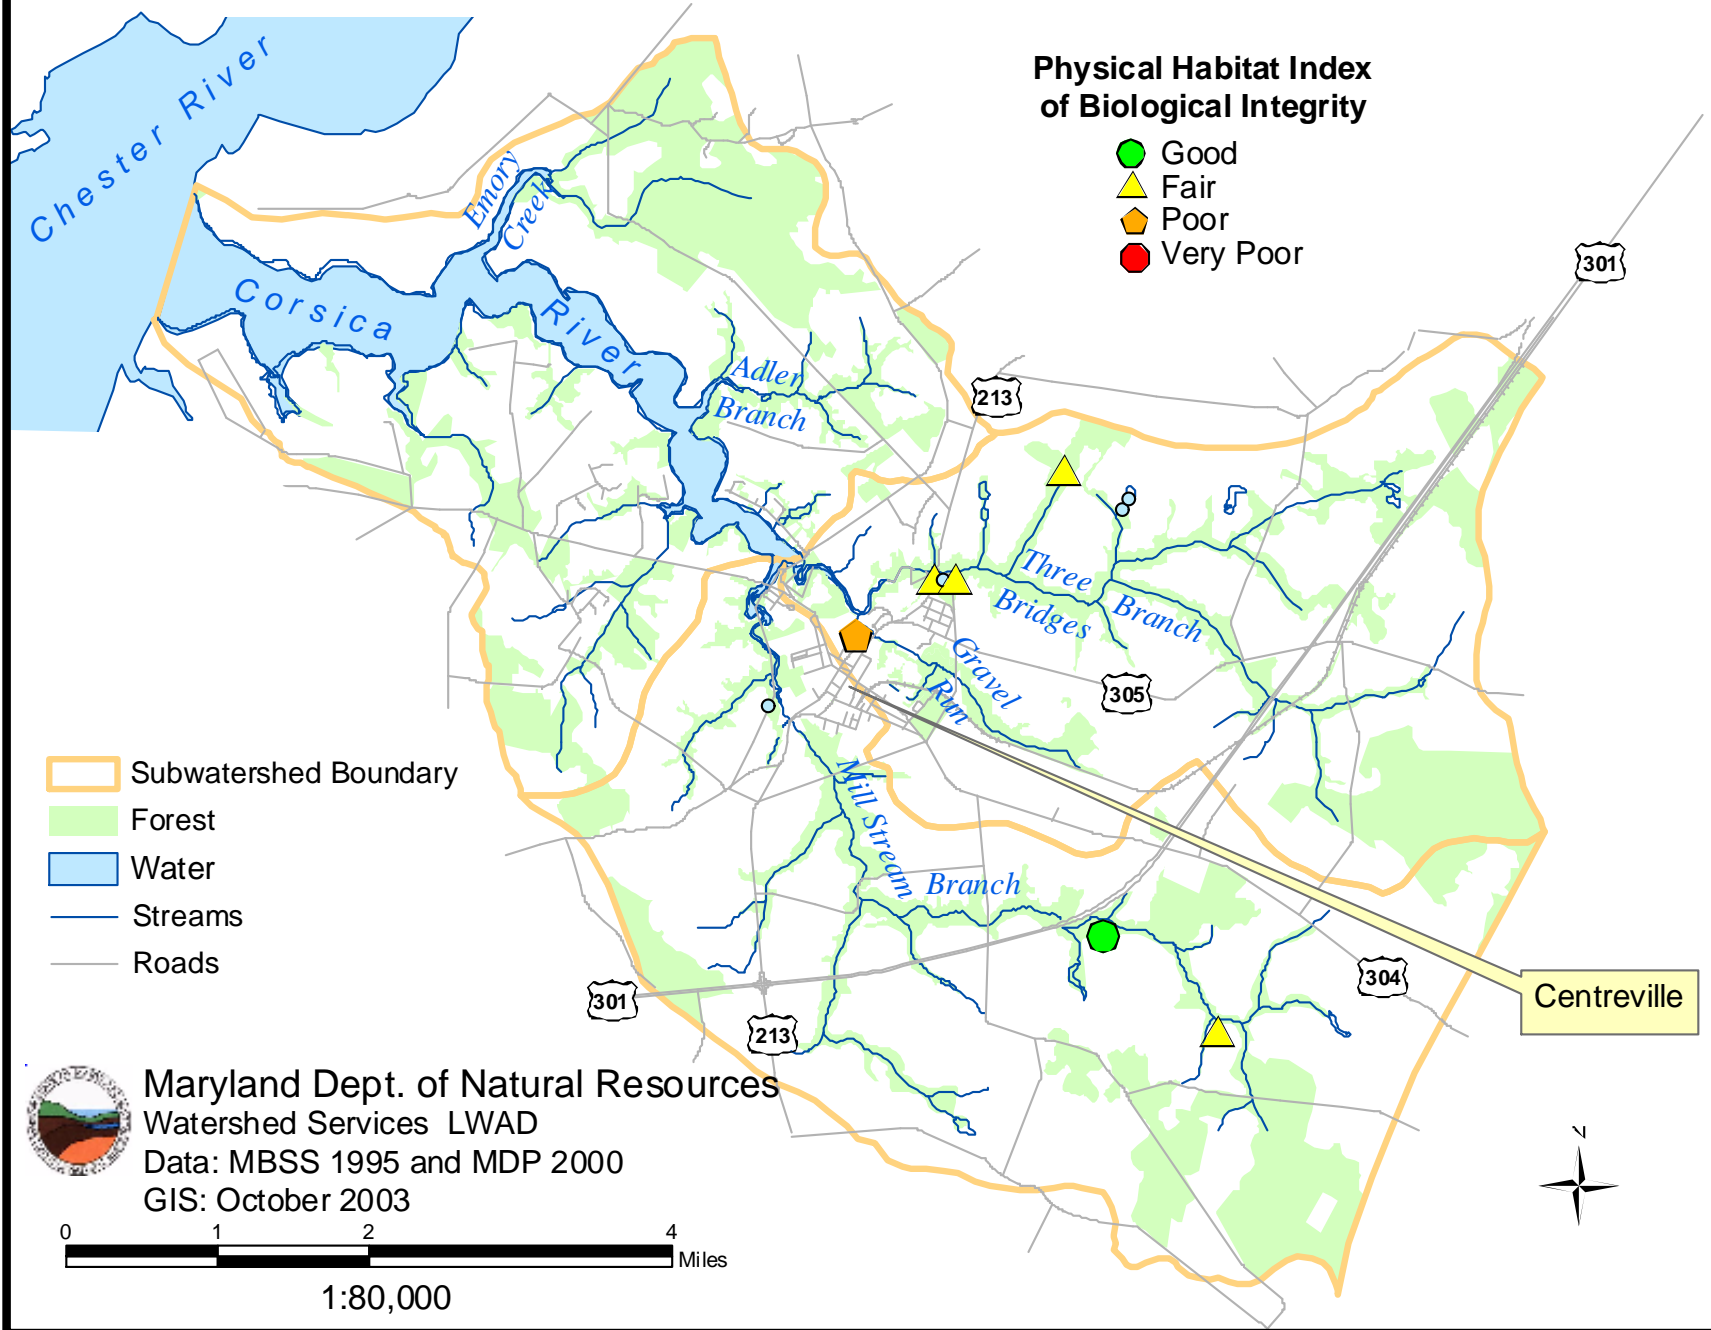 Physical Habitat Index
of Biological Integrity
Good
Fair
Poor
Very Poor
Chester River
Emory
Creek
Corsica
River
301
Adler
Branch
213
Three
Bridges
Branch
Gravel
Run
305
Mill Stream
Branch
Subwatershed Boundary
Forest
Water
Streams
Roads
301
213
304
Centreville
Maryland Dept. of Natural Resources
Watershed Services LWAD
Data: MBSS 1995 and MDP 2000
GIS: October 2003
0 1 2 4
Miles
1:80,000
N